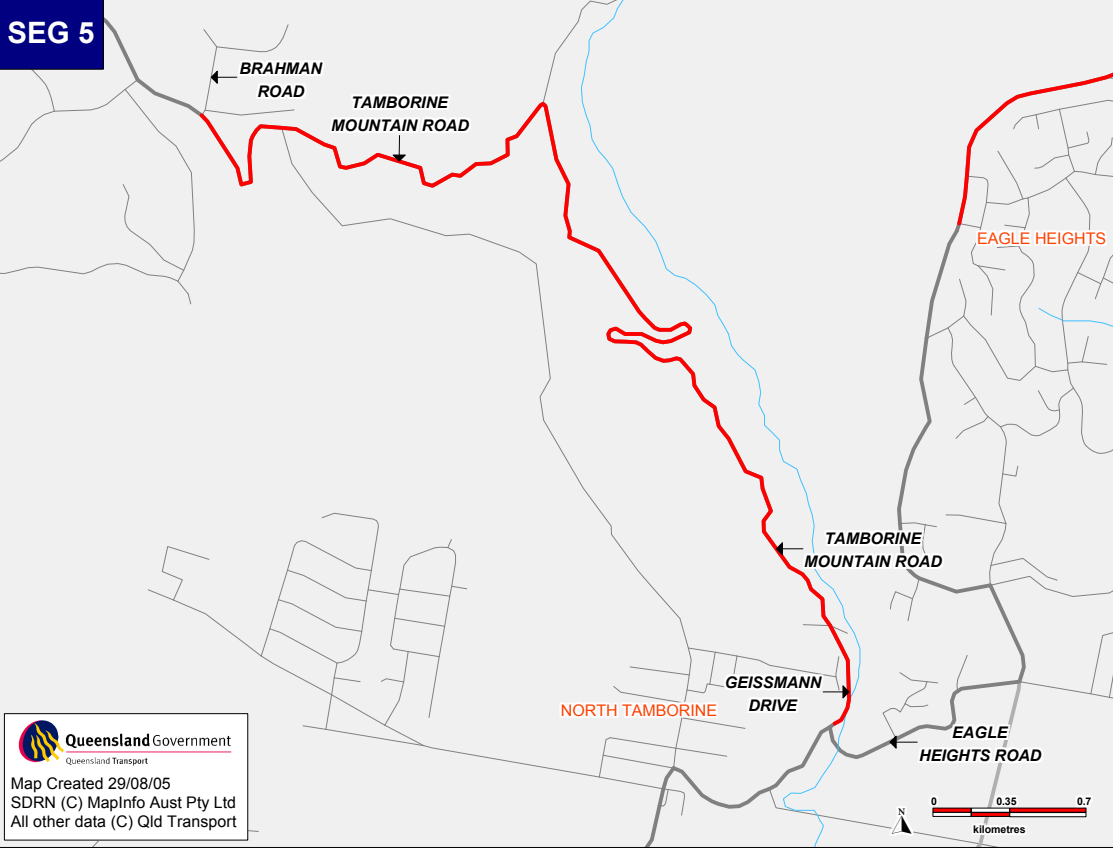 SEG 5
BRAHMAN
ROAD
TAMBORINE
MOUNTAIN ROAD
EAGLE HEIGHTS
TAMBORINE
MOUNTAIN ROAD
GEISSMANN
DRIVE
NORTH TAMBORINE
EAGLE
HEIGHTS ROAD
Queensland Government
Queensland Transport
Map Created 29/08/05
SDRN (C) MapInfo Aust Pty Ltd
All other data (C) Qld Transport
N
0 0.35 0.7
kilometres